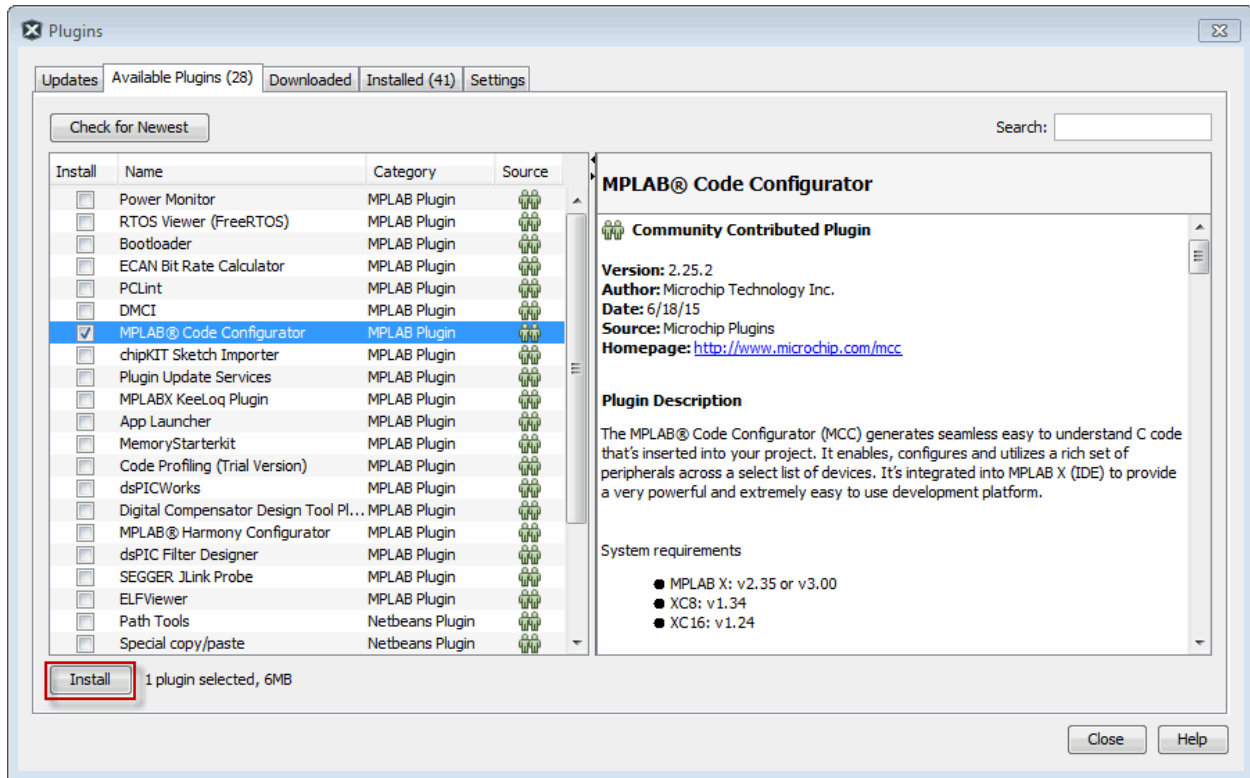 Plugins
Updates Available Plugins (28) Downloaded Installed (41) Settings
Check for Newest Search:
Install Name Category Source
Power Monitor MPLAB Plugin
RTOS Viewer (FreeRTOS) MPLAB Plugin
Bootloader MPLAB Plugin
ECAN Bit Rate Calculator MPLAB Plugin
PCLint MPLAB Plugin
DMCI MPLAB Plugin
MPLAB® Code Configurator MPLAB Plugin
chipKIT Sketch Importer MPLAB Plugin
Plugin Update Services MPLAB Plugin
MPLABX KeeLoq Plugin MPLAB Plugin
App Launcher MPLAB Plugin
MemoryStarterkit MPLAB Plugin
Code Profiling (Trial Version) MPLAB Plugin
dsPICWorks MPLAB Plugin
Digital Compensator Design Tool Pl... MPLAB Plugin
MPLAB® Harmony Configurator MPLAB Plugin
dsPIC Filter Designer MPLAB Plugin
SEGGER JLink Probe MPLAB Plugin
ELFViewer MPLAB Plugin
Path Tools Netbeans Plugin
Special copy/paste Netbeans Plugin
MPLAB® Code Configurator
Community Contributed Plugin
Version: 2.25.2
Author: Microchip Technology Inc.
Date: 6/18/15
Source: Microchip Plugins
Homepage: http://www.microchip.com/mcc
Plugin Description
The MPLAB® Code Configurator (MCC) generates seamless easy to understand C code
that's inserted into your project. It enables, configures and utilizes a rich set of
peripherals across a select list of devices. It's integrated into MPLAB X (IDE) to provide
a very powerful and extremely easy to use development platform.
System requirements
● MPLAB X: v2.35 or v3.00
● XC8: v1.34
● XC16: v1.24
Install 1 plugin selected, 6MB
Close Help